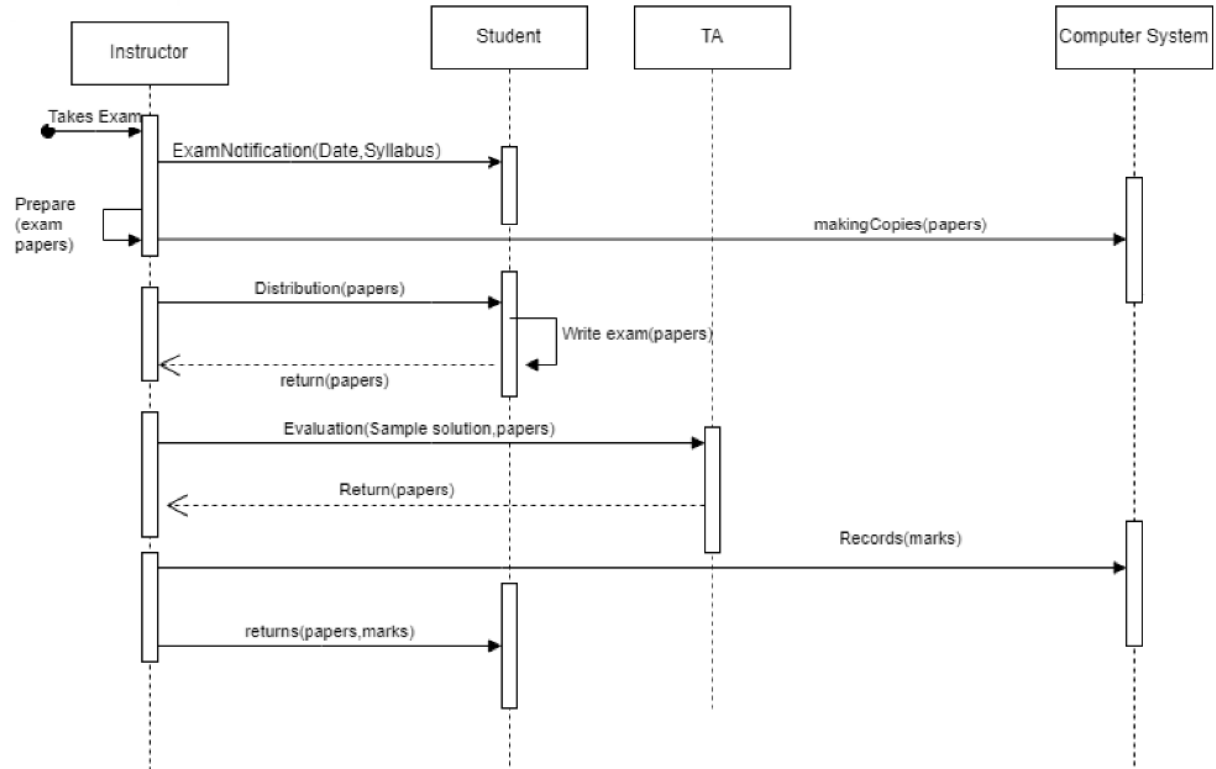 Instructor
Student
TA
Computer System
Takes Exam
ExamNotification(Date,Syllabus)
Prepare
(exam
papers)
makingCopies(papers)
Distribution(papers)
Write exam(papers)
return(papers)
Evaluation(Sample solution,papers)
Return(papers)
Records(marks)
returns(papers,marks)